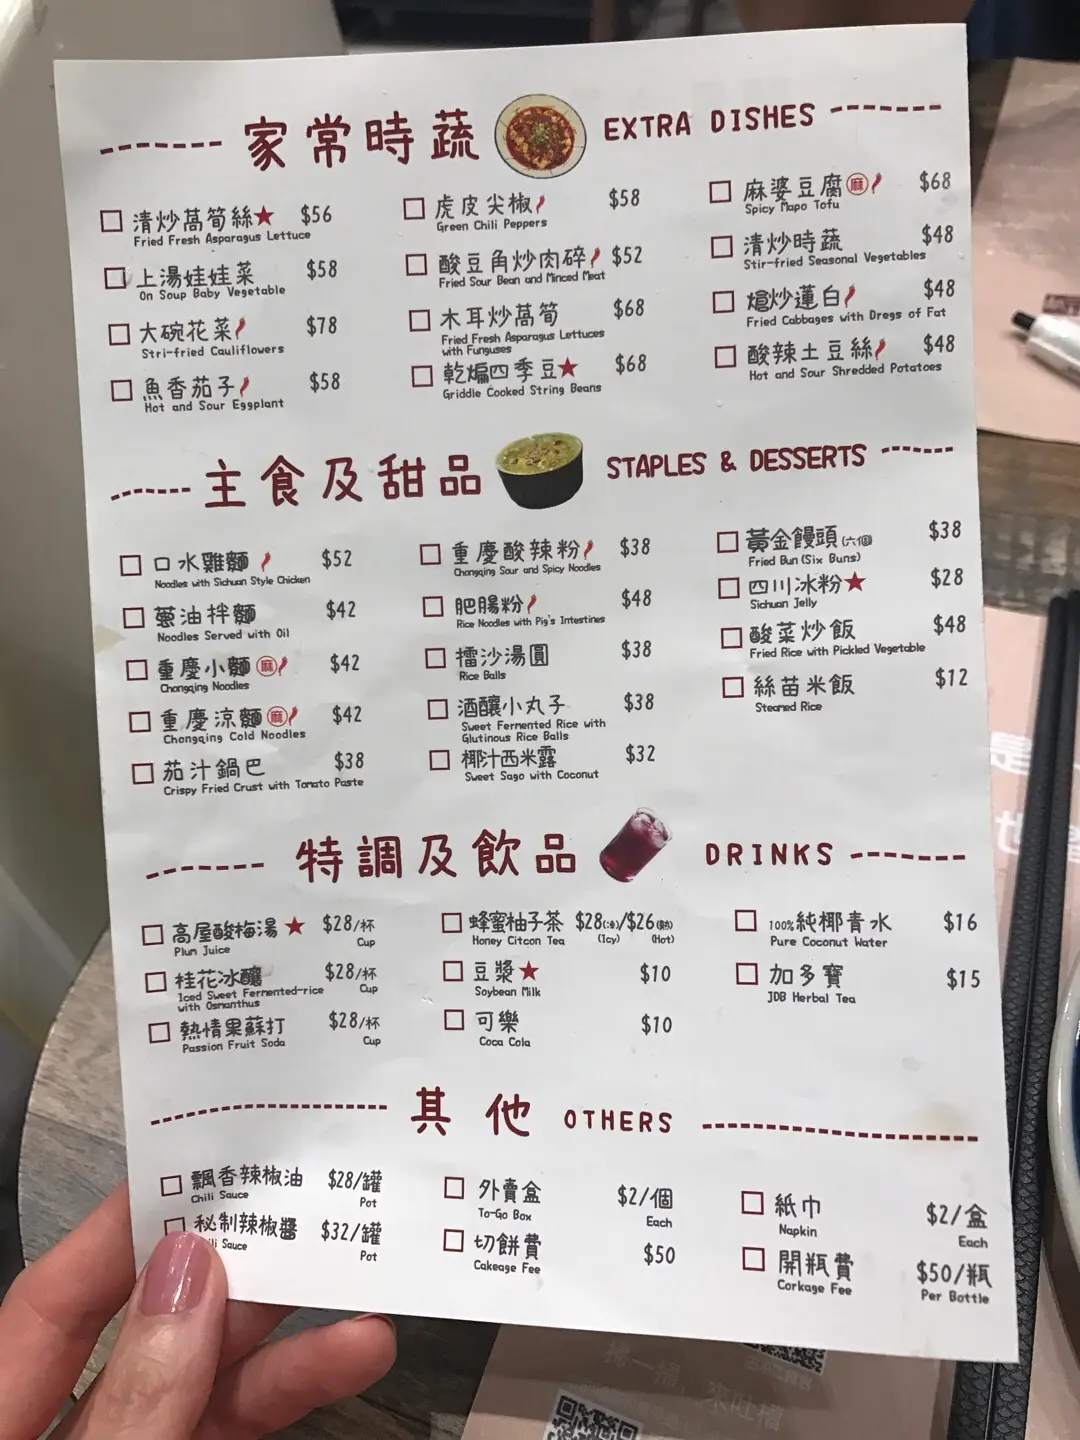 家常時蔬 EXTRA DISHES
清炒萵筍絲★ $56
Fried Fresh Asparagus Lettuce
上湯娃娃菜 $58
On Soup Baby Vegetable
大碗花菜 $78
Stri-fried Cauliflowers
魚香茄子 $58
Hot and Sour Eggplant
虎皮尖椒 $58
Green Chili Peppers
酸豆角炒肉碎 $52
Fried Sour Bean and Minced Meat
木耳炒萵筍 $68
Fried Fresh Asparagus Lettuces
with Funguses
乾煸四季豆★ $68
Griddle Cooked String Beans
麻婆豆腐 麻 $68
Spicy Mapo Tofu
清炒時蔬 $48
Stir-fried Seasonal Vegetables
熗炒蓮白 $48
Fried Cabbages with Dregs of Fat
酸辣土豆絲 $48
Hot and Sour Shredded Potatoes
主食及甜品 STAPLES & DESSERTS
口水雞麵 $52
Noodles with Sichuan Style Chicken
蔥油拌麵 $42
Noodles Served with Oil
重慶小麵 麻 $42
Chongqing Noodles
重慶涼麵 麻 $42
Chongqing Cold Noodles
茄汁鍋巴 $38
Crispy Fried Crust with Tomato Paste
重慶酸辣粉 $38
Chongqing Sour and Spicy Noodles
肥腸粉 $48
Rice Noodles with Pig's Intestines
擂沙湯圓 $38
Rice Balls
酒釀小丸子 $38
Sweet Fermented Rice with
Glutinous Rice Balls
椰汁西米露 $32
Sweet Sago with Coconut
黃金饅頭(六個) $38
Fried Bun (Six Buns)
四川冰粉★ $28
Sichuan Jelly
酸菜炒飯 $48
Fried Rice with Pickled Vegetable
絲苗米飯 $12
Steamed Rice
特調及飲品 DRINKS
高屋酸梅湯★ $28/杯
Plum Juice Cup
桂花冰釀 $28/杯
Iced Sweet Fermented-rice Cup
with Osmanthus
熱情果蘇打 $28/杯
Passion Fruit Soda Cup
蜂蜜柚子茶 $28(凍)/$26(熱)
Honey Citcon Tea (Icy) (Hot)
豆漿★ $10
Soybean Milk
可樂 $10
Coca Cola
100%純椰青水 $16
Pure Coconut Water
加多寶 $15
JDB Herbal Tea
其他 OTHERS
飄香辣椒油 $28/罐
Chili Sauce Pot
秘制辣椒醬 $32/罐
li Sauce Pot
外賣盒 $2/個
To-Go Box Each
切餅費 $50
Cakeage Fee
紙巾 $2/盒
Napkin Each
開瓶費 $50/瓶
Corkage Fee Per Bottle
掃一掃 來吐槽